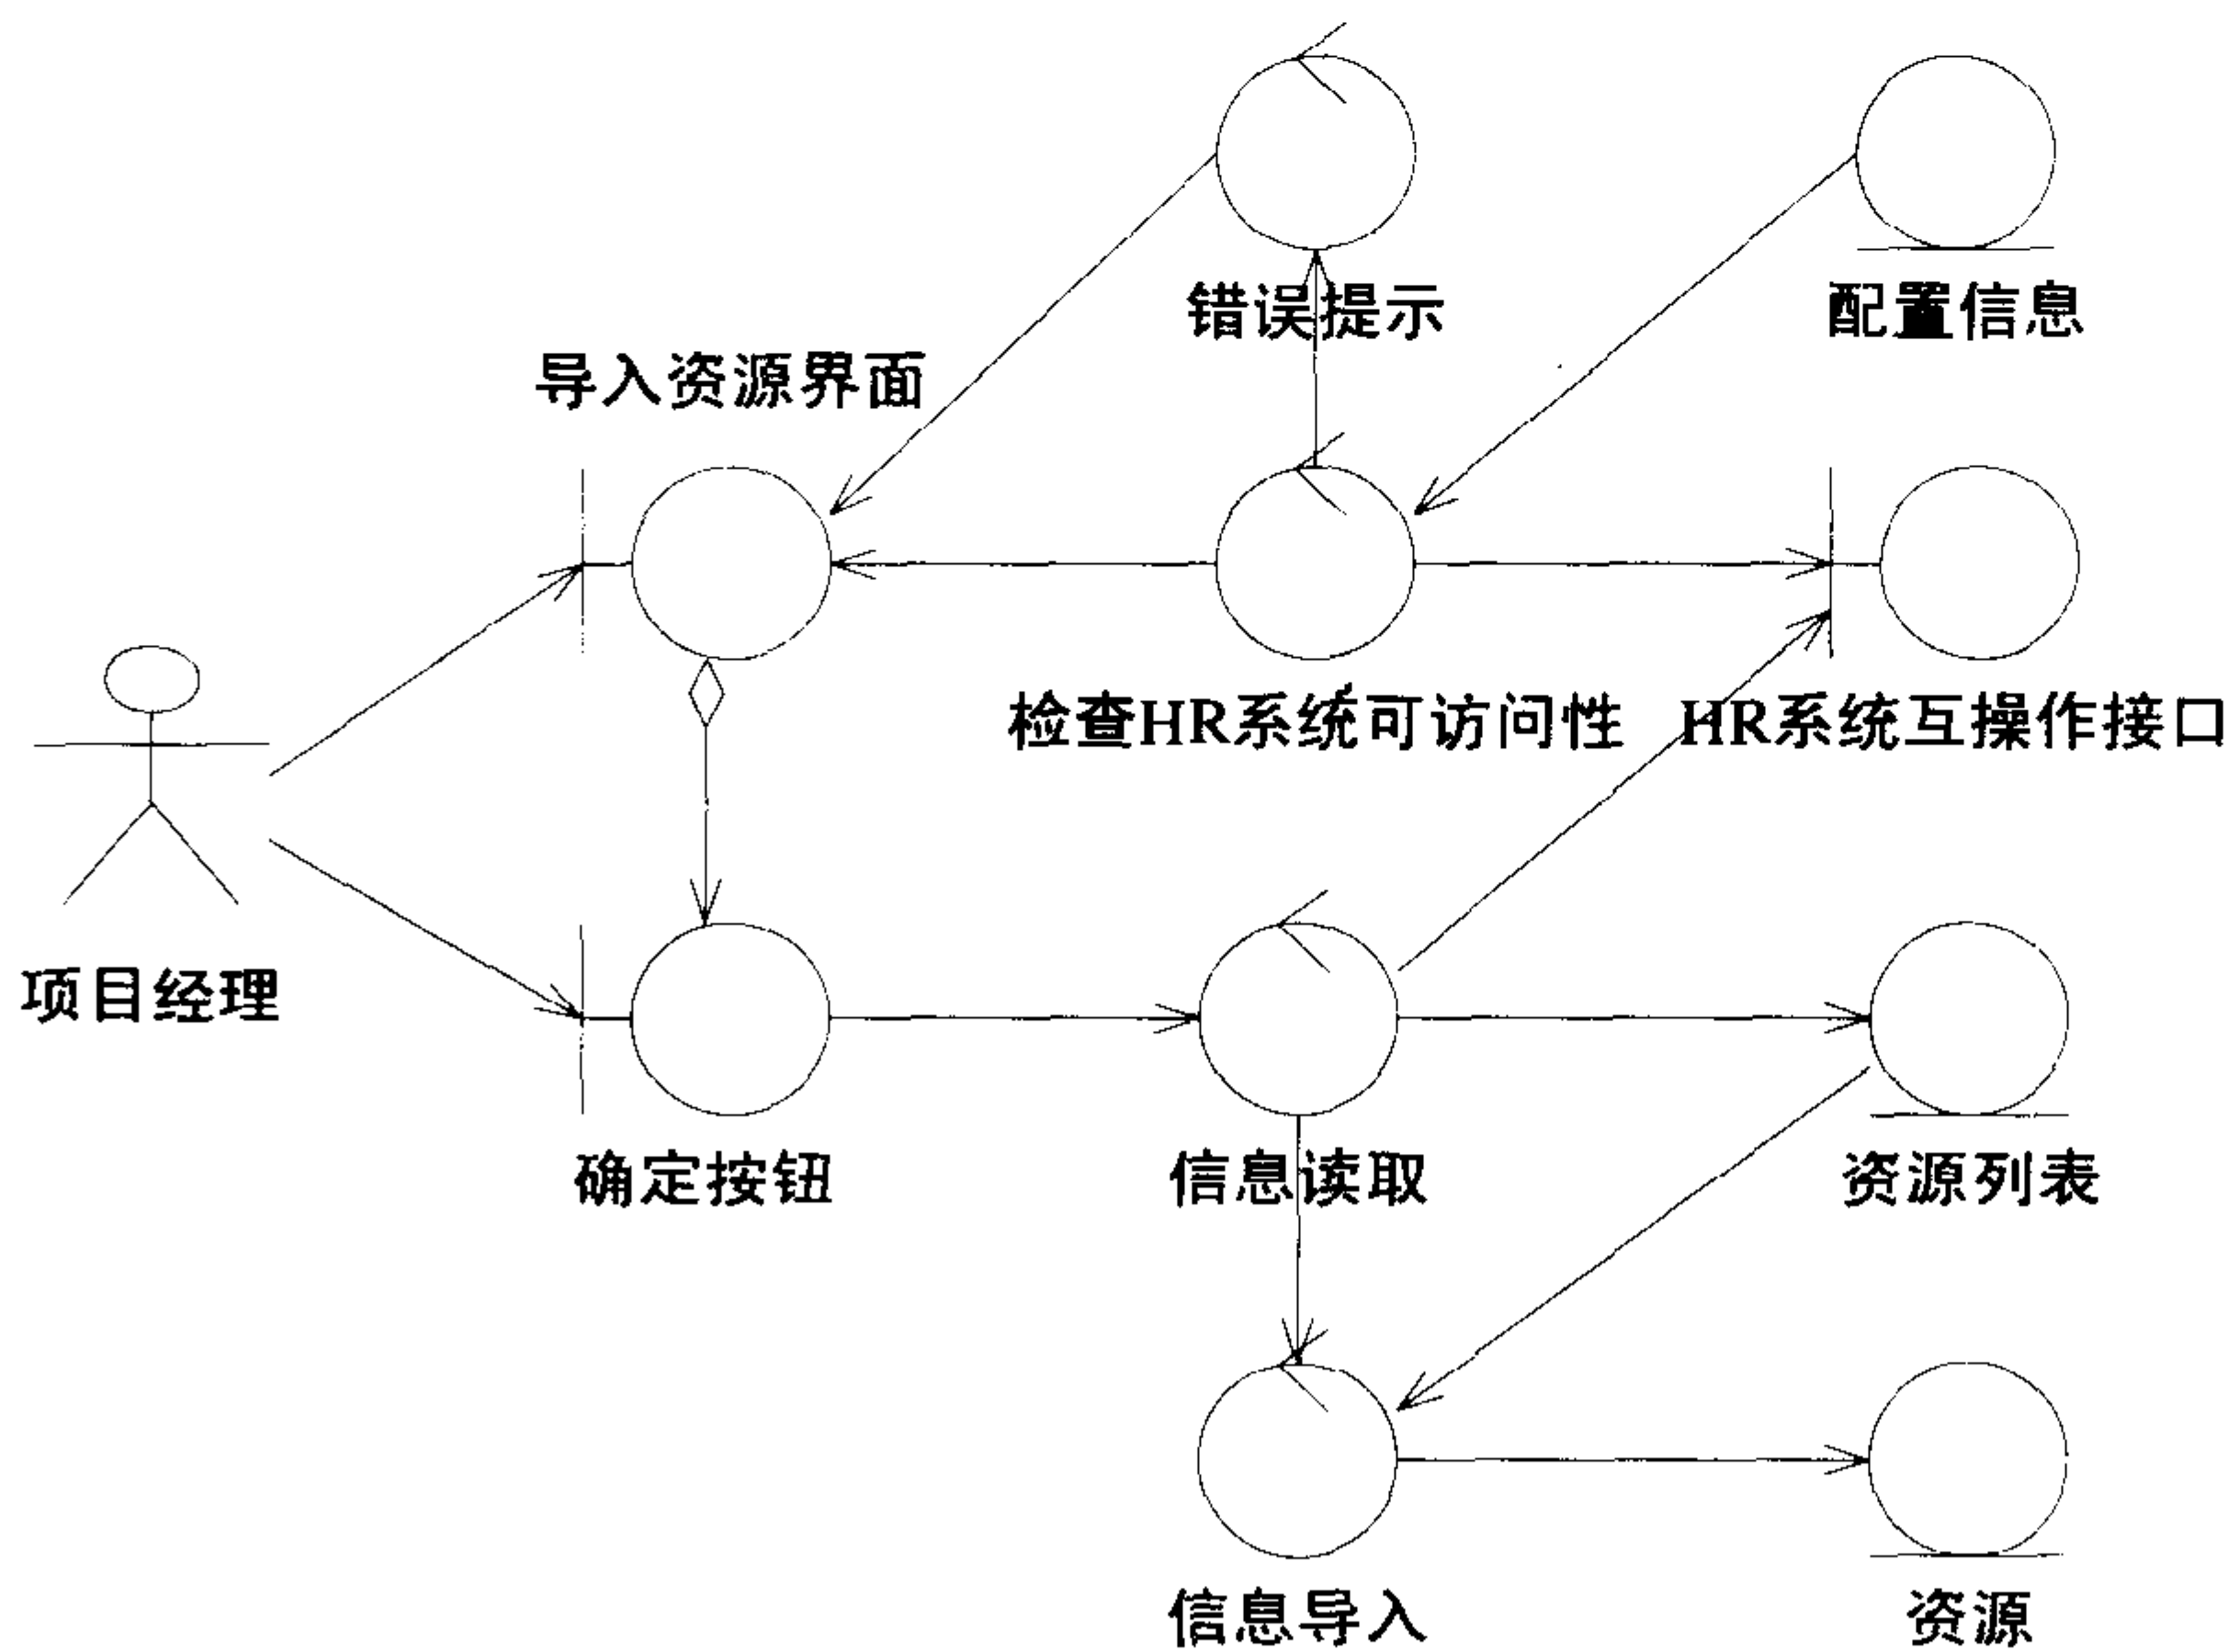 错误提示
配置信息
导入资源界面
检查HR系统可访问性
HR系统互操作接口
项目经理
确定按钮
信息读取
资源列表
信息导入
资源